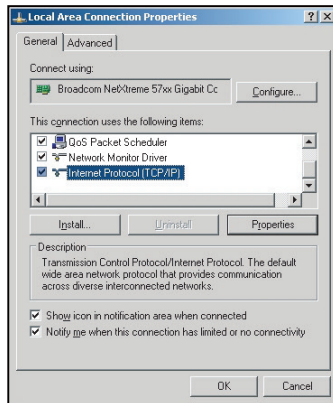 Local Area Connection Properties
General
Advanced
Connect using:
Broadcom NetXtreme 57xx Gigabit Cc
Configure...
This connection uses the following items:
QoS Packet Scheduler
Network Monitor Driver
Internet Protocol (TCP/IP)
Install...
Uninstall
Properties
Description
Transmission Control Protocol/Internet Protocol. The default
wide area network protocol that provides communication
across diverse interconnected networks.
Show icon in notification area when connected
Notify me when this connection has limited or no connectivity
OK
Cancel